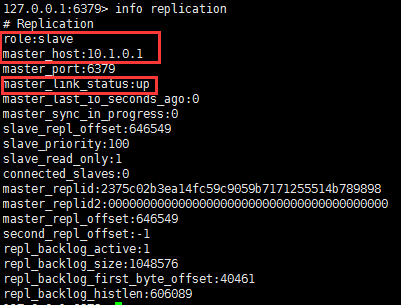 127.0.0.1:6379> info replication
# Replication
role:slave
master_host:10.1.0.1
master_port:6379
master_link_status:up
master_last_io_seconds_ago:0
master_sync_in_progress:0
slave_repl_offset:646549
slave_priority:100
slave_read_only:1
connected_slaves:0
master_replid:2375c02b3ea14fc59c9059b7171255514b789898
master_replid2:0000000000000000000000000000000000000000
master_repl_offset:646549
second_repl_offset:-1
repl_backlog_active:1
repl_backlog_size:1048576
repl_backlog_first_byte_offset:40461
repl_backlog_histlen:606089